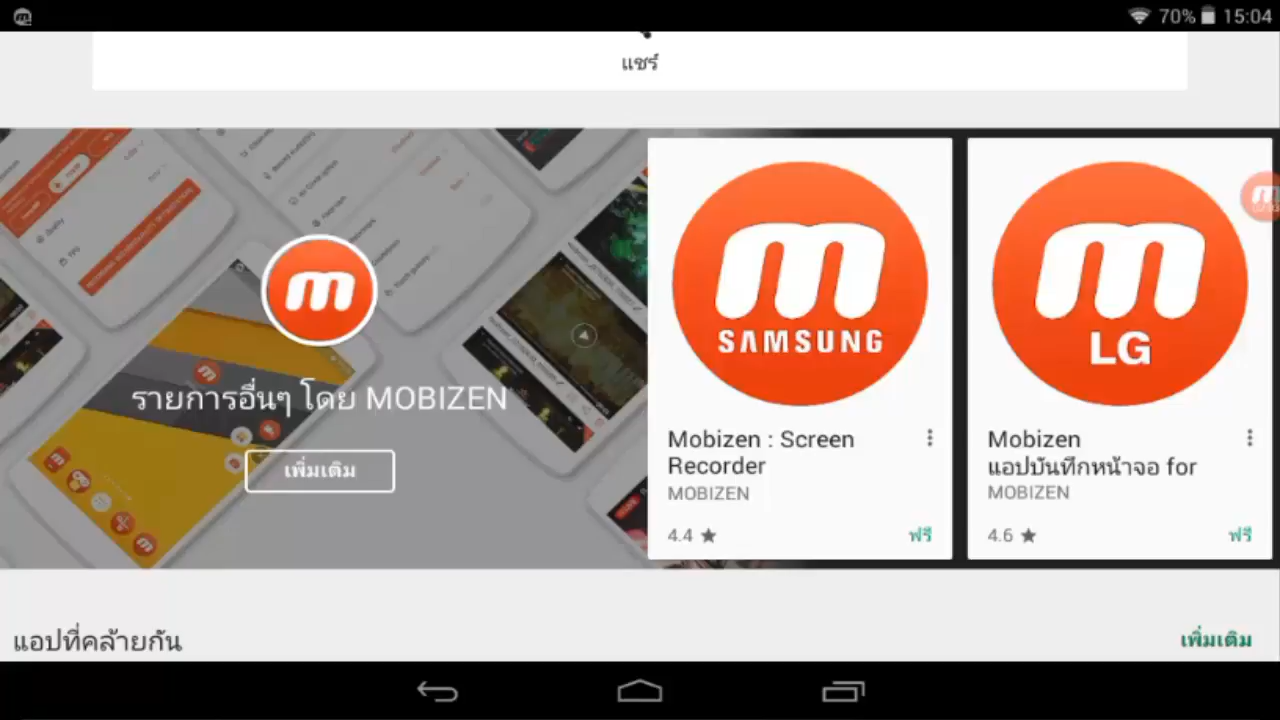 70% 15:04
แชร์
m
รายการอื่นๆ โดย MOBIZEN
เพิ่มเติม
m
SAMSUNG
Mobizen : Screen
Recorder
MOBIZEN
4.4 ★ ฟรี
m
LG
Mobizen
แอปบันทึกหน้าจอ for
MOBIZEN
4.6 ★ ฟรี
แอปที่คล้ายกัน
เพิ่มเติม